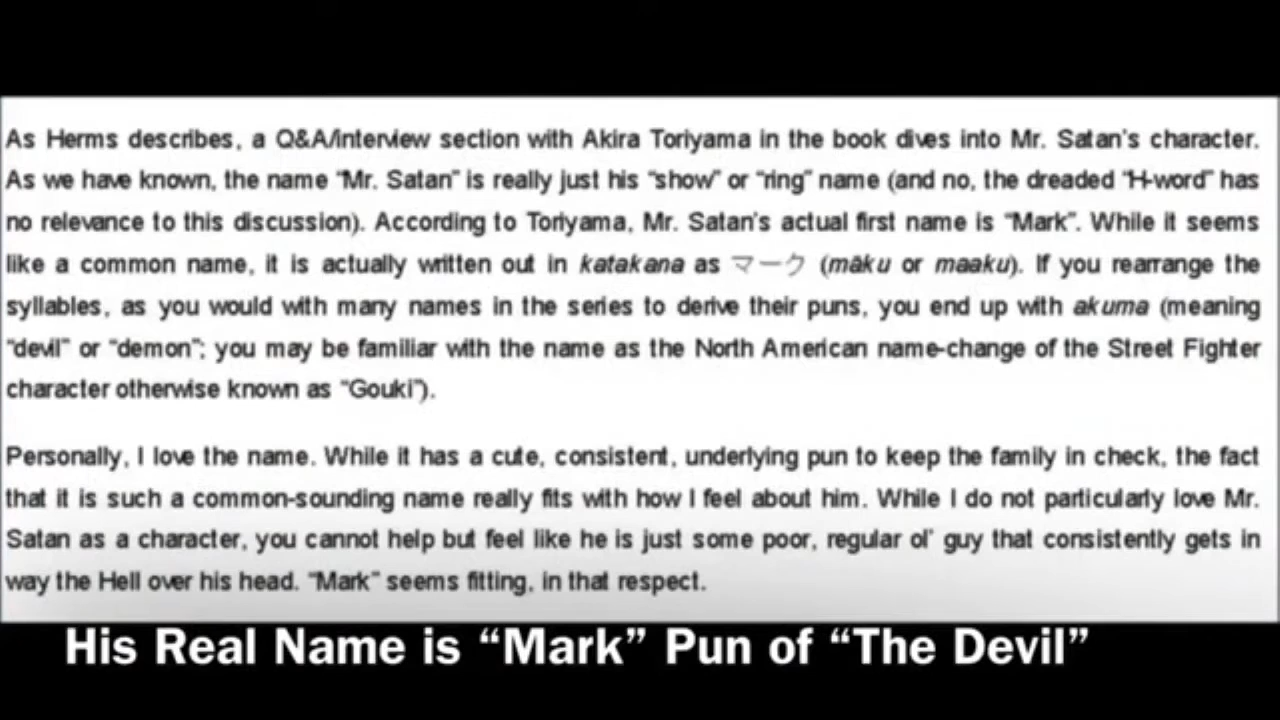 As Herms describes, a Q&A/interview section with Akira Toriyama in the book dives into Mr. Satan's character.
As we have known, the name "Mr. Satan" is really just his "show" or "ring" name (and no, the dreaded "H-word" has
no relevance to this discussion). According to Toriyama, Mr. Satan's actual first name is "Mark". While it seems
like a common name, it is actually written out in katakana as マーク (māku or maaku). If you rearrange the
syllables, as you would with many names in the series to derive their puns, you end up with akuma (meaning
"devil" or "demon"; you may be familiar with the name as the North American name-change of the Street Fighter
character otherwise known as "Gouki").
Personally, I love the name. While it has a cute, consistent, underlying pun to keep the family in check, the fact
that it is such a common-sounding name really fits with how I feel about him. While I do not particularly love Mr.
Satan as a character, you cannot help but feel like he is just some poor, regular ol' guy that consistently gets in
way the Hell over his head. "Mark" seems fitting, in that respect.
His Real Name is “Mark” Pun of “The Devil”